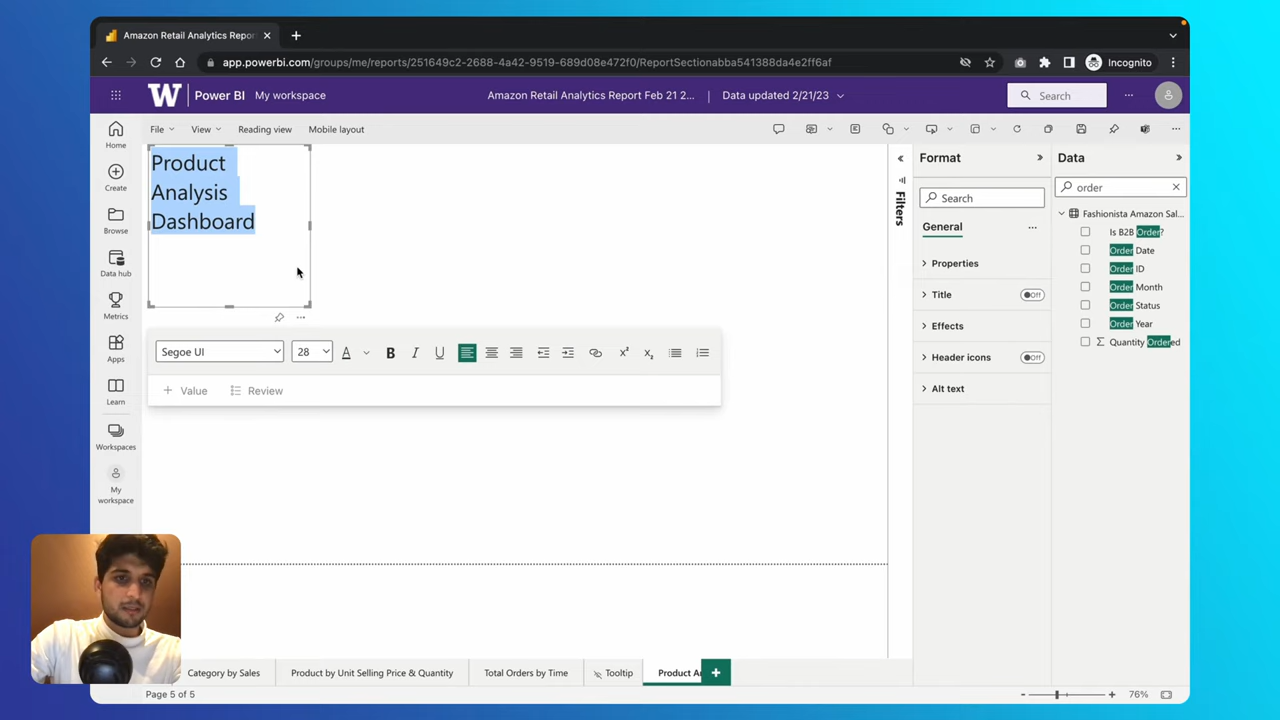 Amazon Retail Analytics Repor
app.powerbi.com/groups/me/reports/251649c2-2688-4a42-9519-689d08e472f0/ReportSectionabba541388da4e2ff6af
Incognito
W
Power BI
My workspace
Amazon Retail Analytics Report Feb 21 2...
Data updated 2/21/23
Search
File
View
Reading view
Mobile layout
Home
Create
Browse
Data hub
Metrics
Apps
Learn
Workspaces
My
workspace
Product
Analysis
Dashboard
Segoe UI
28
Value
Review
Filters
Format
Search
General
Properties
Title
Off
Effects
Header icons
Off
Alt text
Data
order
Fashionista Amazon Sal...
Is B2B Order?
Order Date
Order ID
Order Month
Order Status
Order Year
Quantity Ordered
Category by Sales
Product by Unit Selling Price & Quantity
Total Orders by Time
Tooltip
Product A
Page 5 of 5
76%